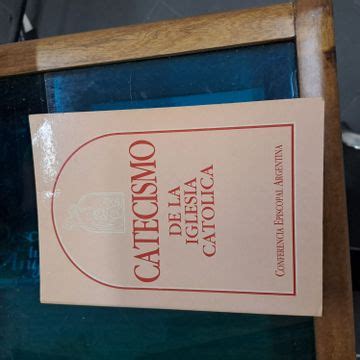 CATECISMO
DE LA
IGLESIA
CATOLICA
CONFERENCIA EPISCOPAL ARGENTINA